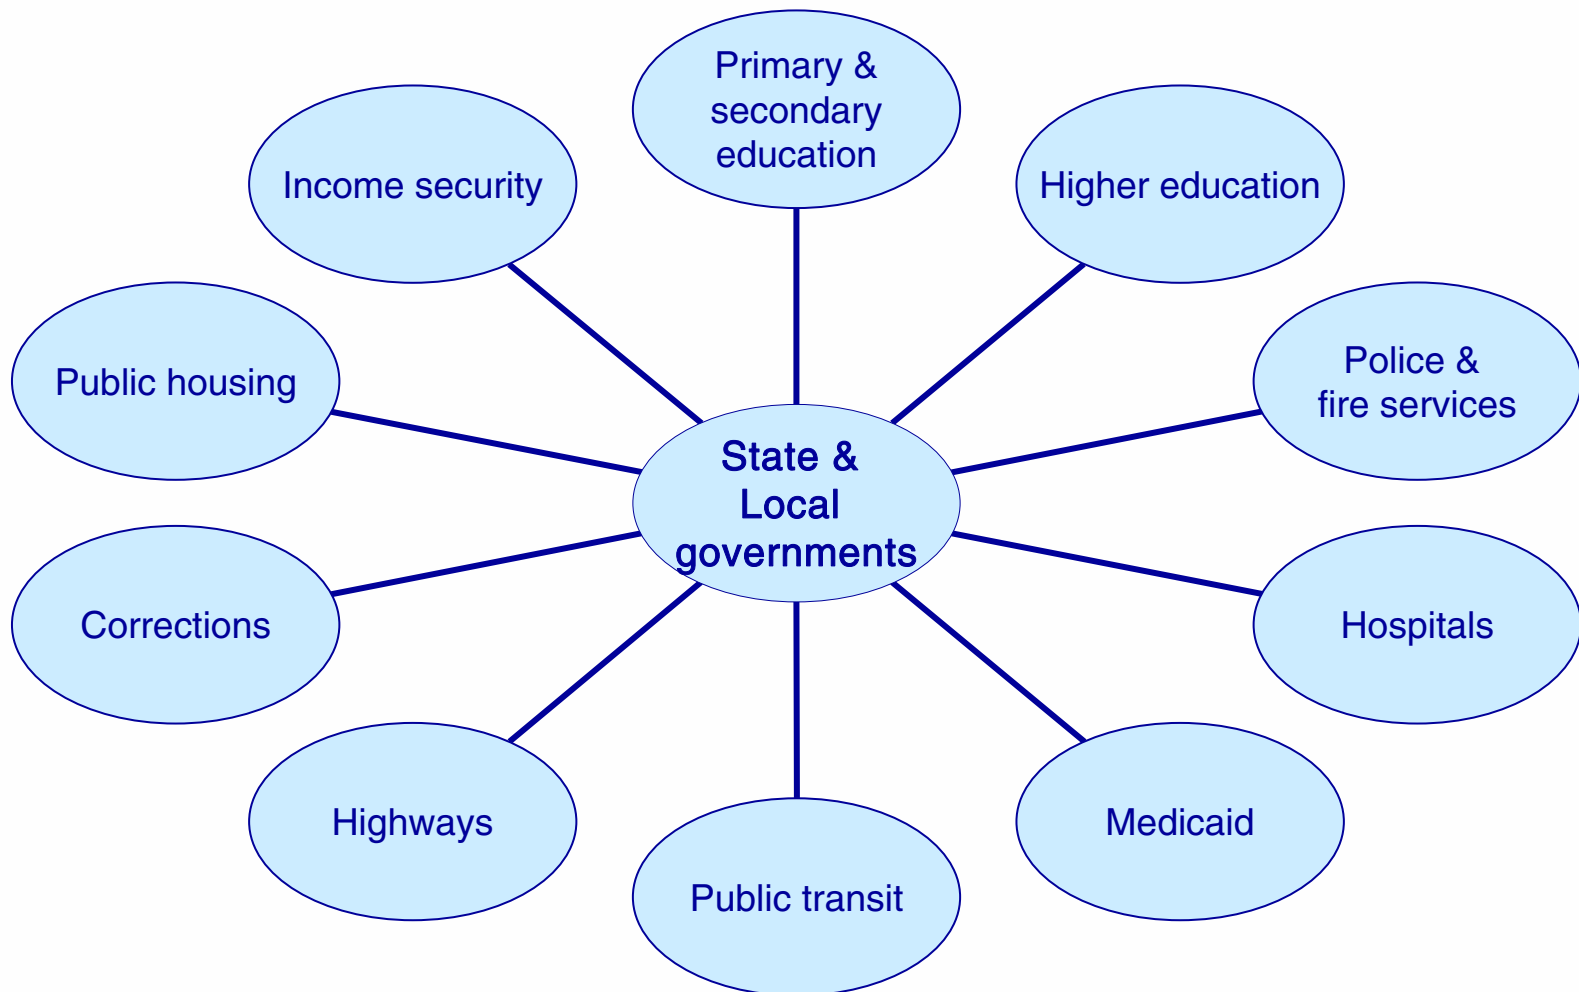 Primary &
secondary
education
Income security
Higher education
Public housing
Police &
fire services
State &
Local
governments
Corrections
Hospitals
Highways
Medicaid
Public transit